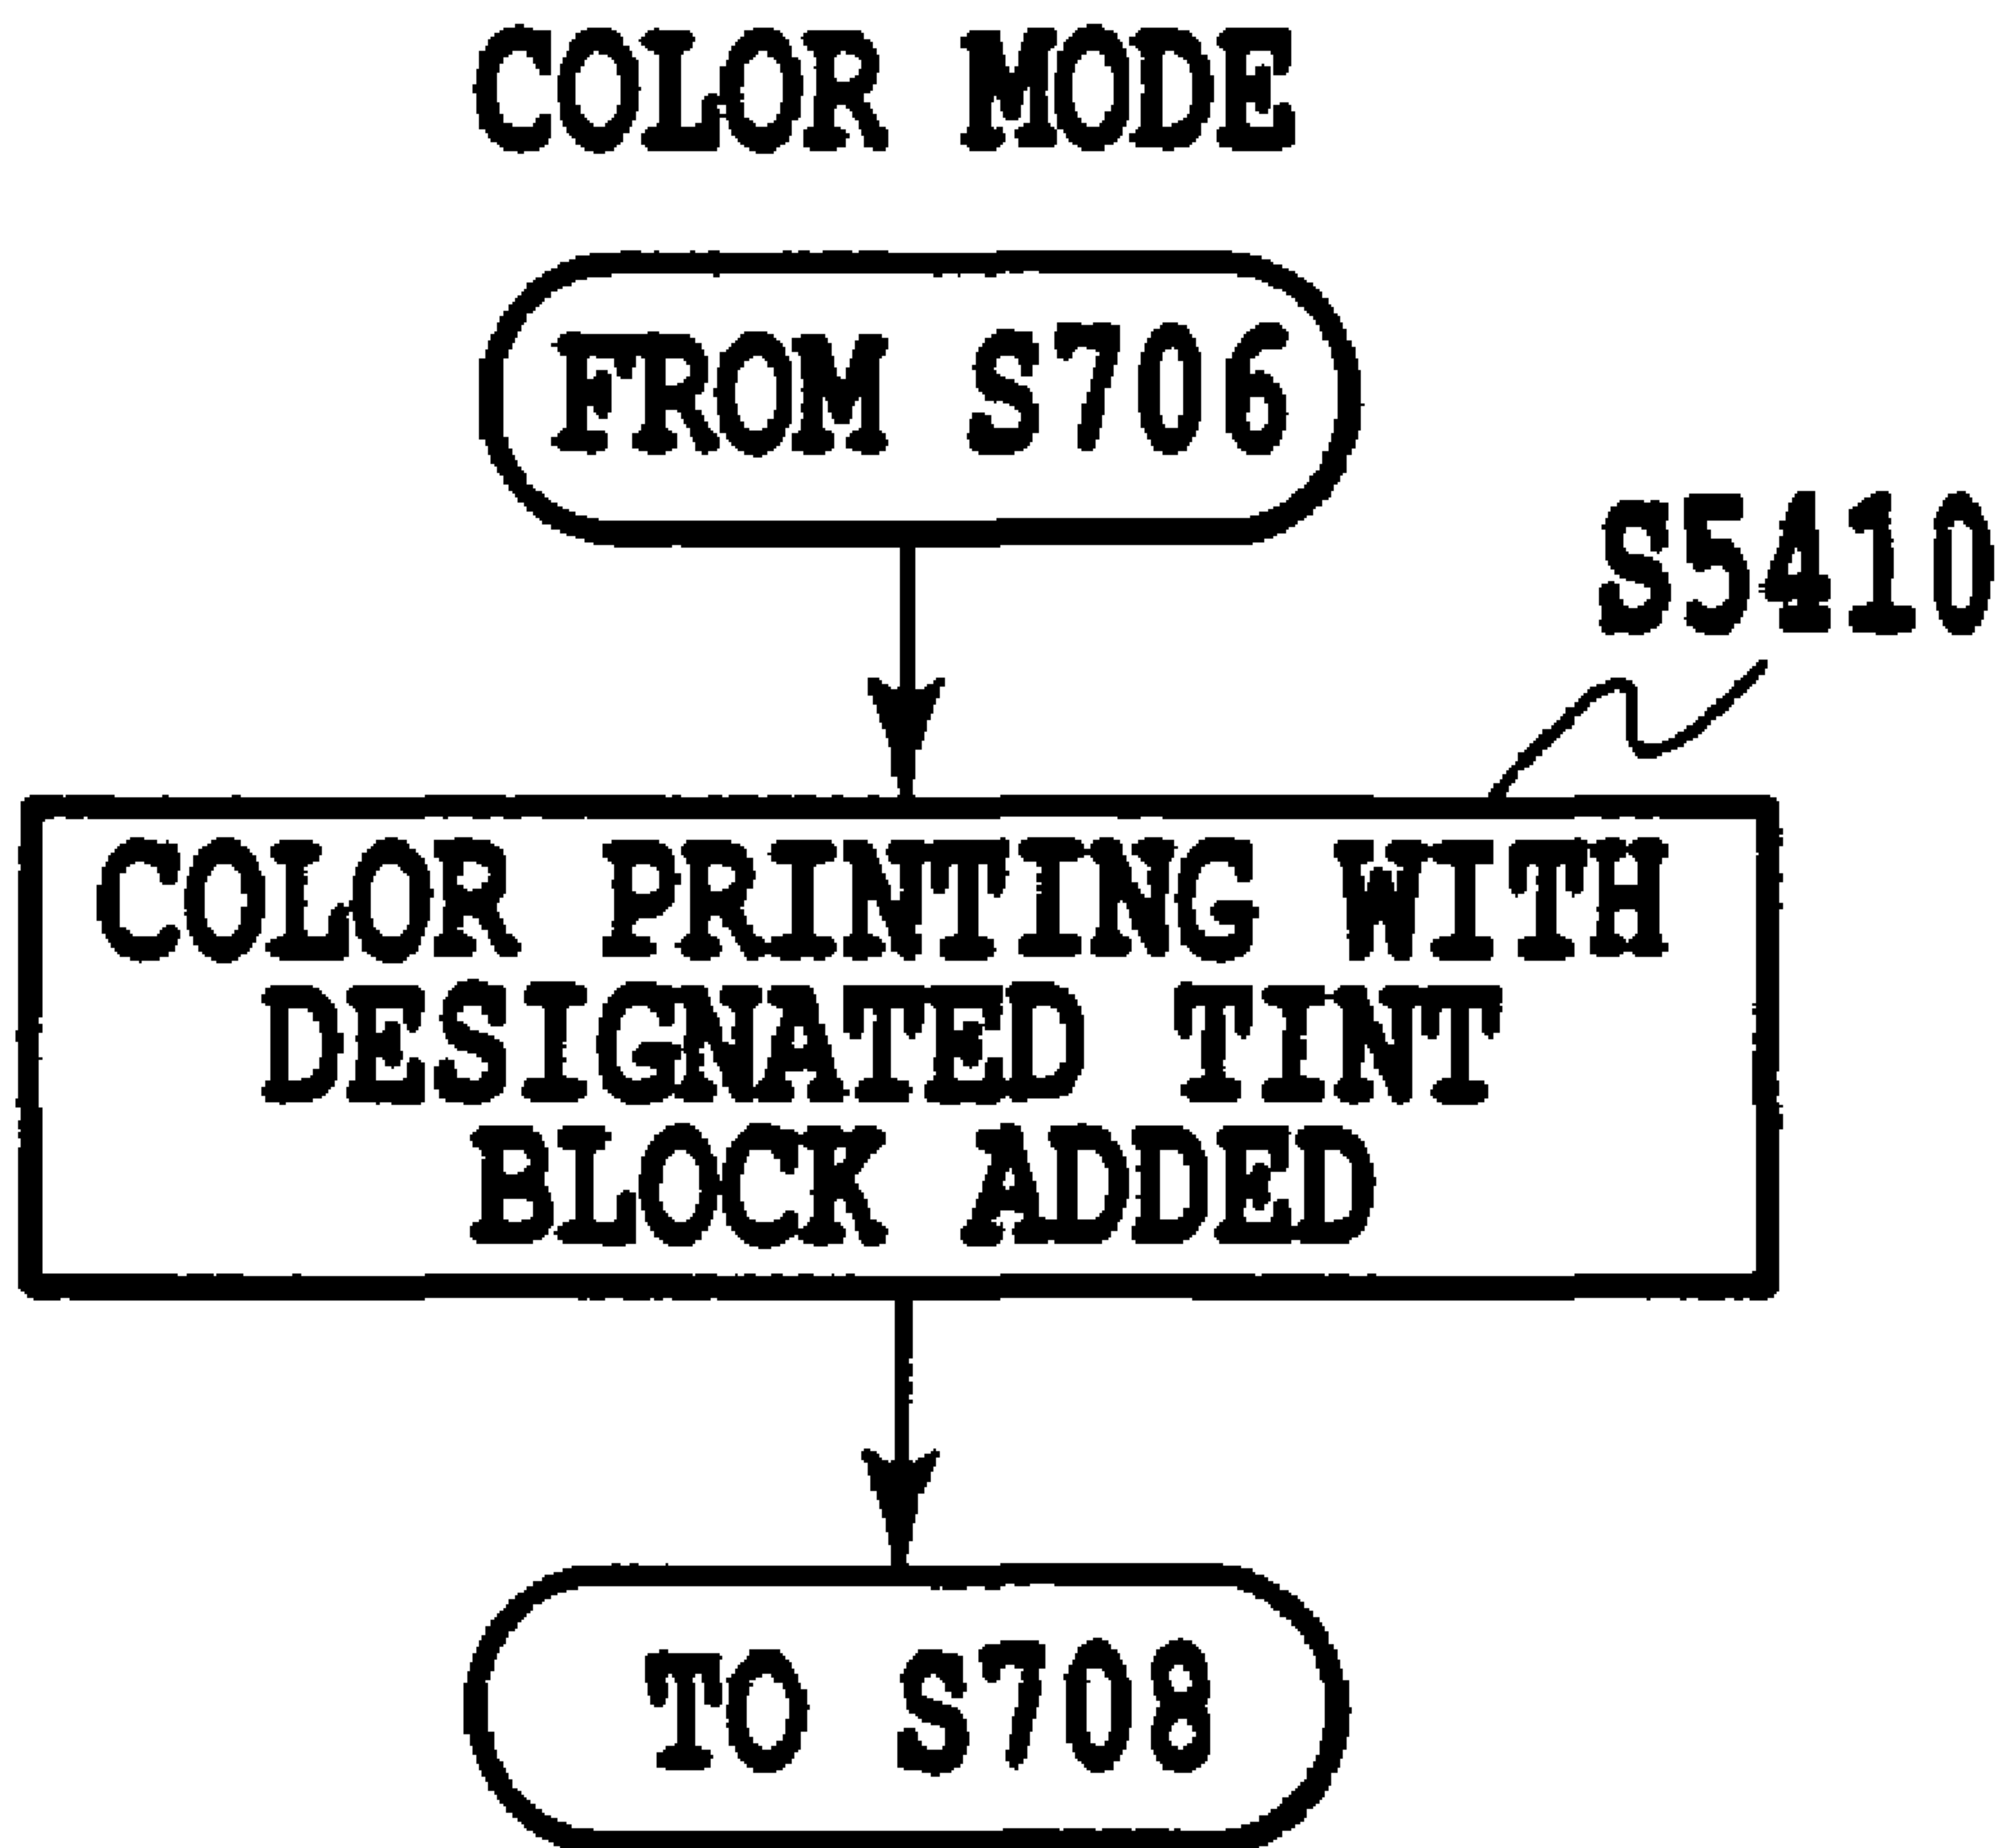 COLOR MODE
FROM S706
S5410
COLOR PRINTING WITH
DESIGNATED TINT
BLOCK ADDED
TO S708